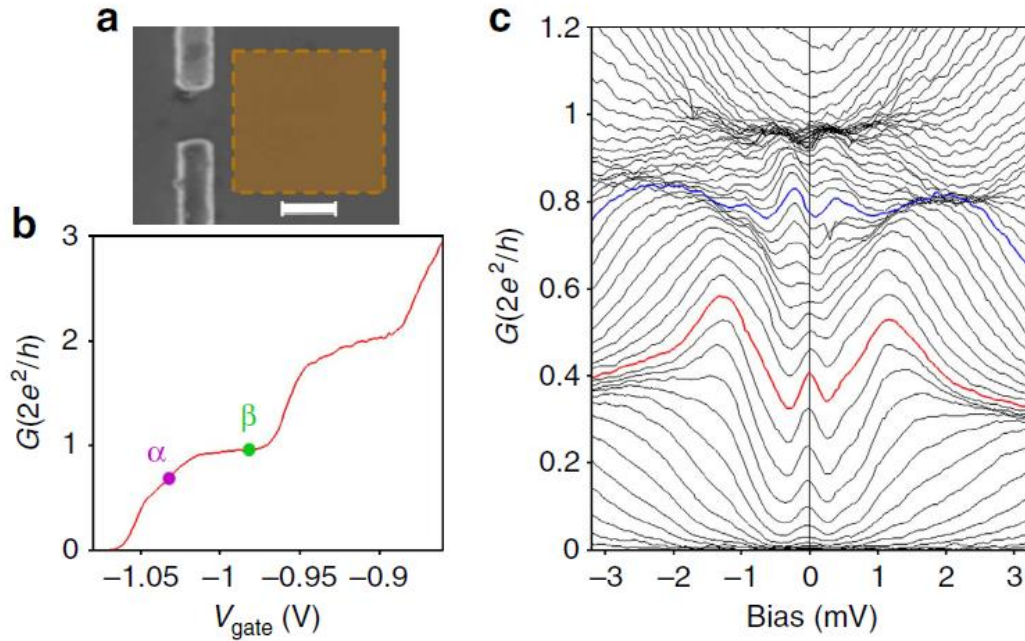 a
b
3
2
1
0
G(2e²/h)
α
β
−1.05
−1
−0.95
−0.9
V_gate (V)
c
1.2
1
0.8
0.6
0.4
0.2
0
G(2e²/h)
−3
−2
−1
0
1
2
3
Bias (mV)